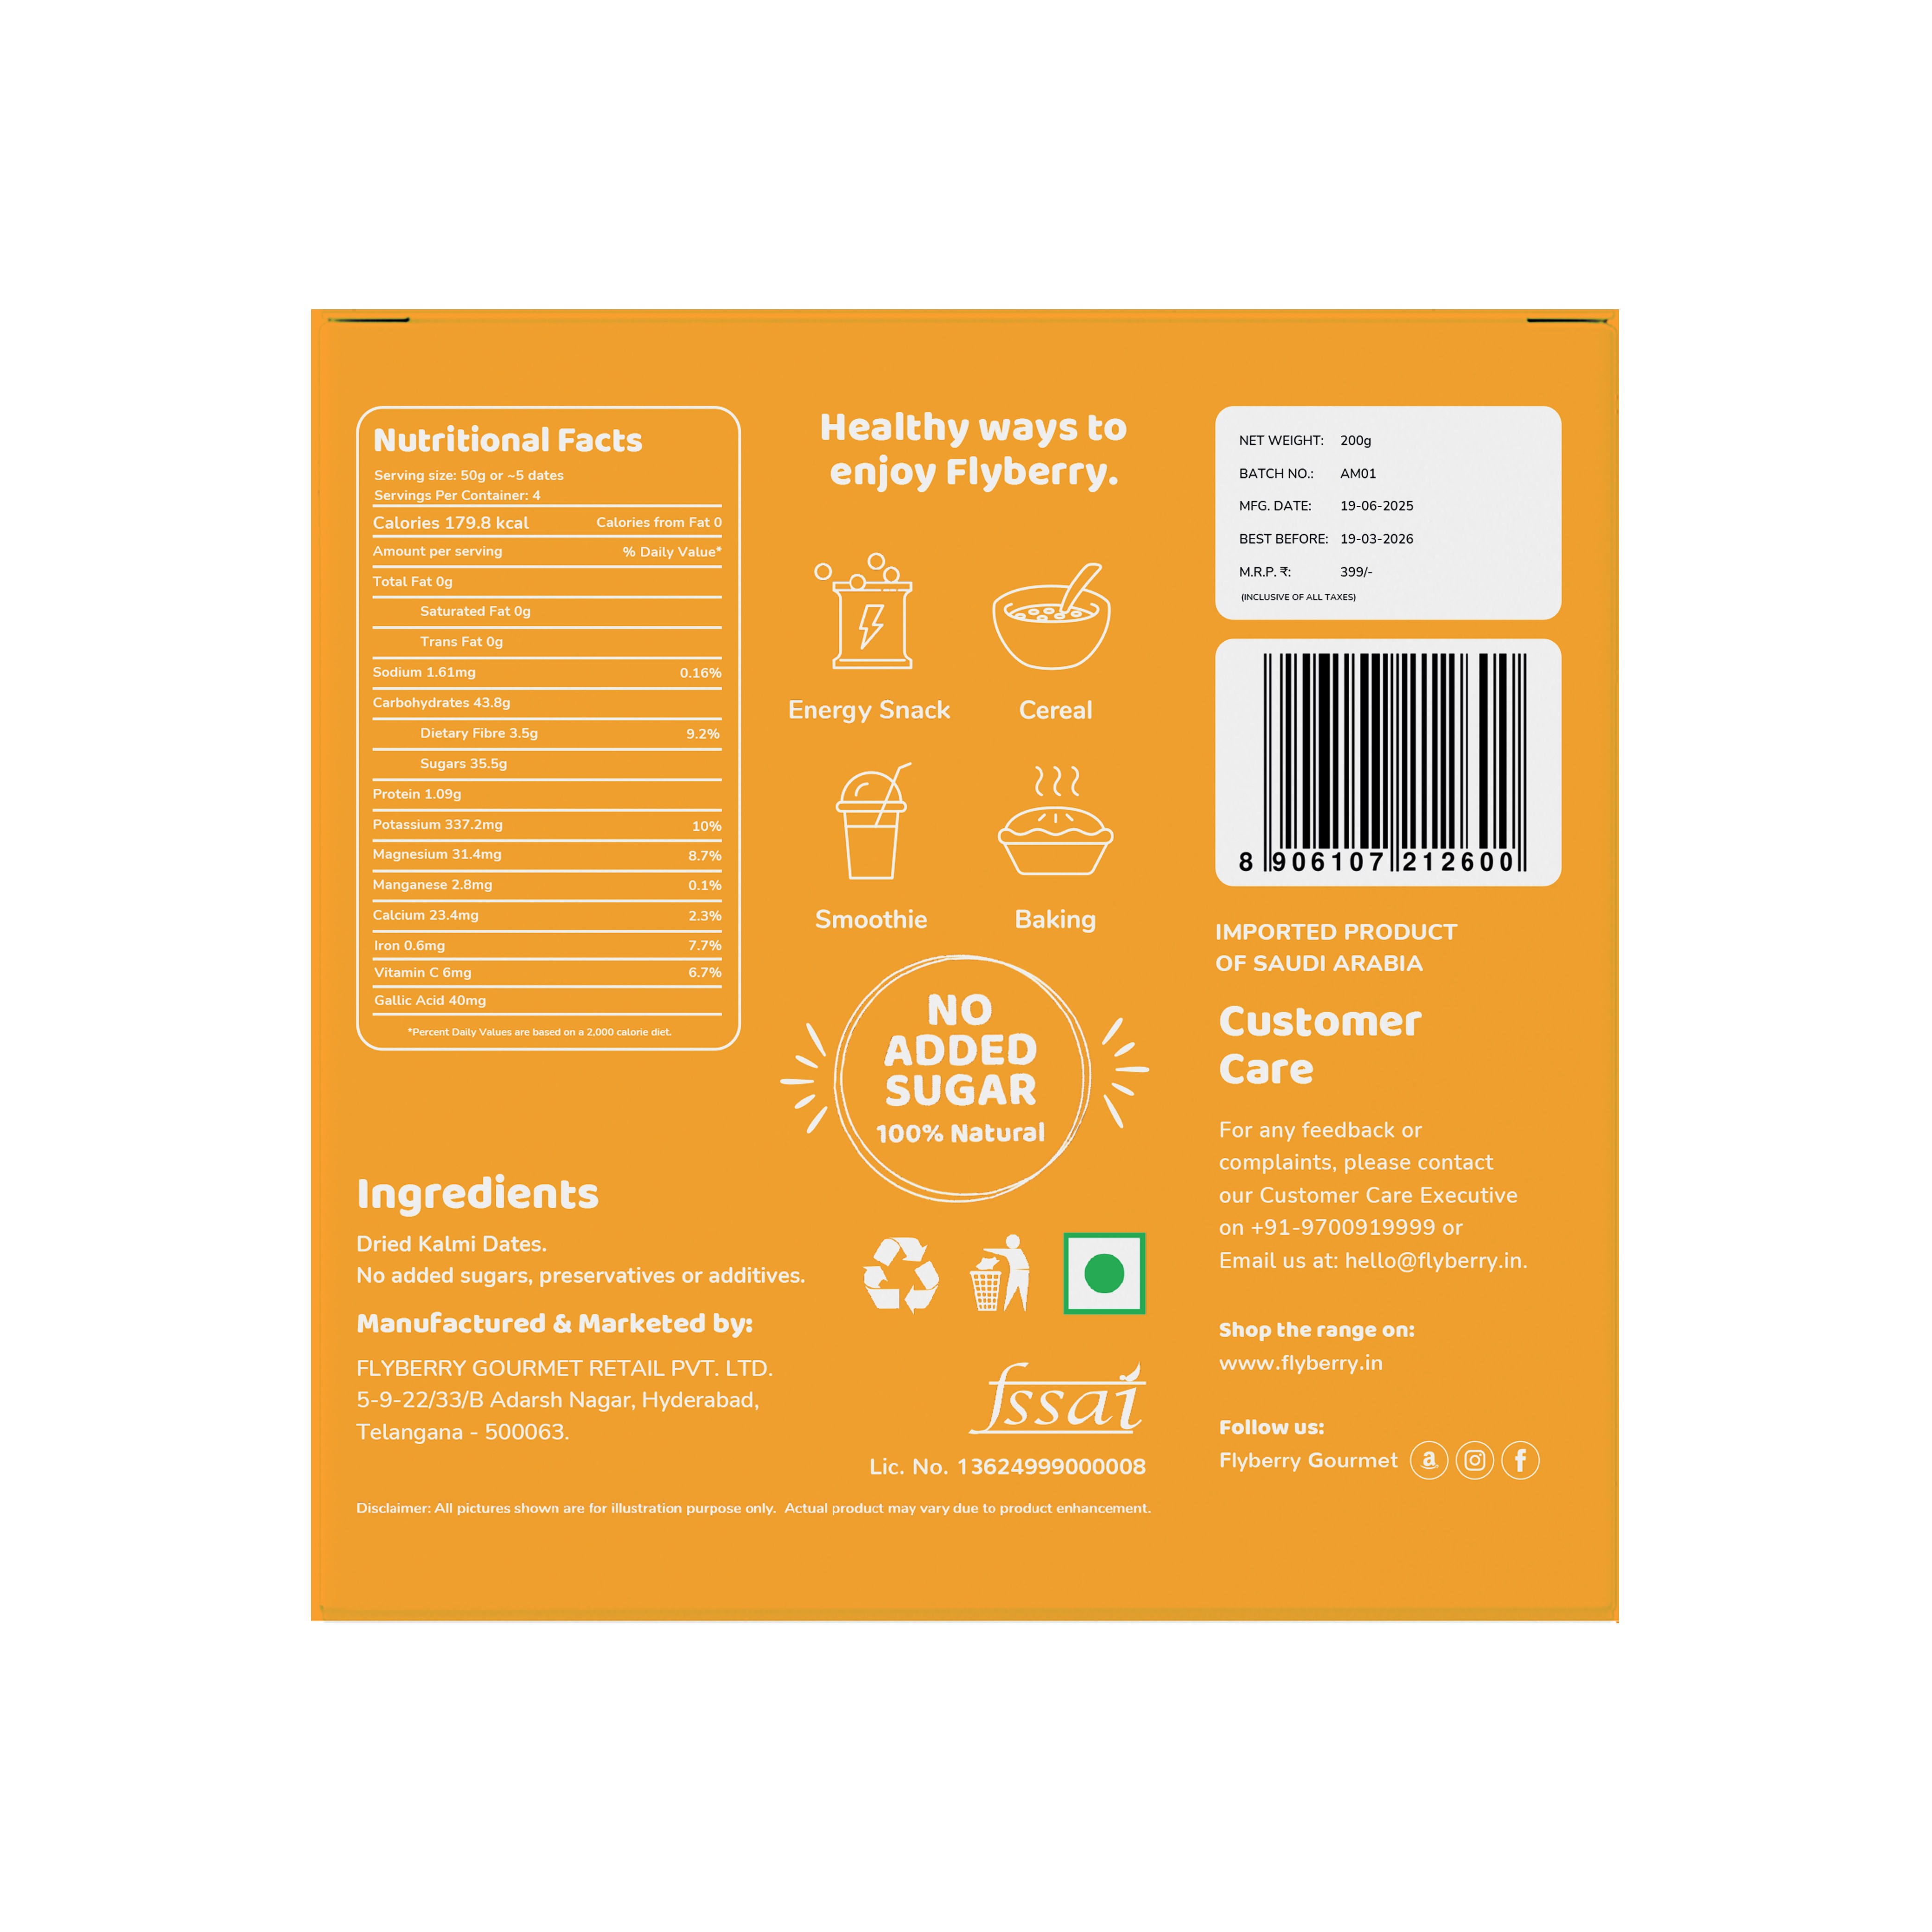 Nutritional Facts
Serving size: 50g or ~5 dates
Servings Per Container: 4
Calories 179.8 kcal Calories from Fat 0
Amount per serving % Daily Value*
Total Fat 0g
Saturated Fat 0g
Trans Fat 0g
Sodium 1.61mg 0.16%
Carbohydrates 43.8g
Dietary Fibre 3.5g 9.2%
Sugars 35.5g
Protein 1.09g
Potassium 337.2mg 10%
Magnesium 31.4mg 8.7%
Manganese 2.8mg 0.1%
Calcium 23.4mg 2.3%
Iron 0.6mg 7.7%
Vitamin C 6mg 6.7%
Gallic Acid 40mg
*Percent Daily Values are based on a 2,000 calorie diet.
Ingredients
Dried Kalmi Dates.
No added sugars, preservatives or additives.
Manufactured & Marketed by:
FLYBERRY GOURMET RETAIL PVT. LTD.
5-9-22/33/B Adarsh Nagar, Hyderabad,
Telangana - 500063.
Disclaimer: All pictures shown are for illustration purpose only. Actual product may vary due to product enhancement.
Healthy ways to
enjoy Flyberry.
Energy Snack
Cereal
Smoothie
Baking
NO
ADDED
SUGAR
100% Natural
fssai
Lic. No. 13624999000008
NET WEIGHT: 200g
BATCH NO.: AM01
MFG. DATE: 19-06-2025
BEST BEFORE: 19-03-2026
M.R.P. ₹: 399/-
(INCLUSIVE OF ALL TAXES)
8 906107 212600
IMPORTED PRODUCT
OF SAUDI ARABIA
Customer
Care
For any feedback or
complaints, please contact
our Customer Care Executive
on +91-9700919999 or
Email us at: hello@flyberry.in.
Shop the range on:
www.flyberry.in
Follow us:
Flyberry Gourmet